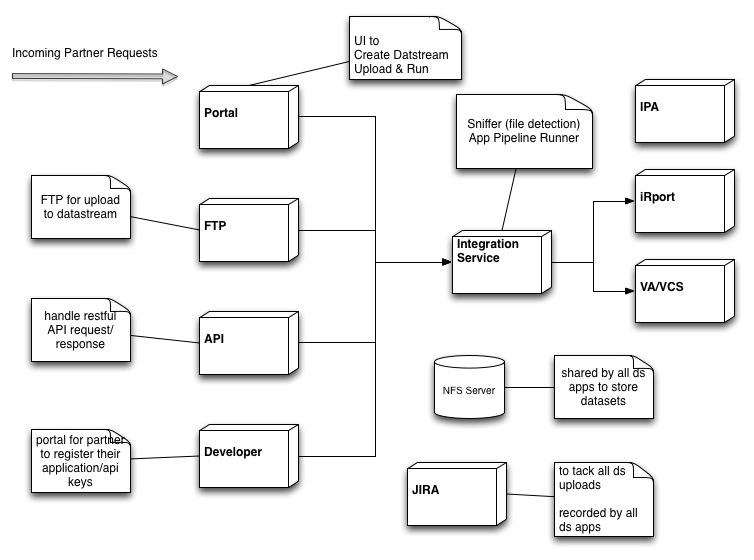 Incoming Partner Requests
UI to
Create Datstream
Upload & Run
Portal
Sniffer (file detection)
App Pipeline Runner
IPA
FTP for upload
to datastream
FTP
iRport
Integration
Service
VA/VCS
handle restful
API request/
response
API
NFS Server
shared by all ds
apps to store
datasets
portal for partner
to register their
application/api
keys
Developer
JIRA
to tack all ds
uploads
recorded by all
ds apps